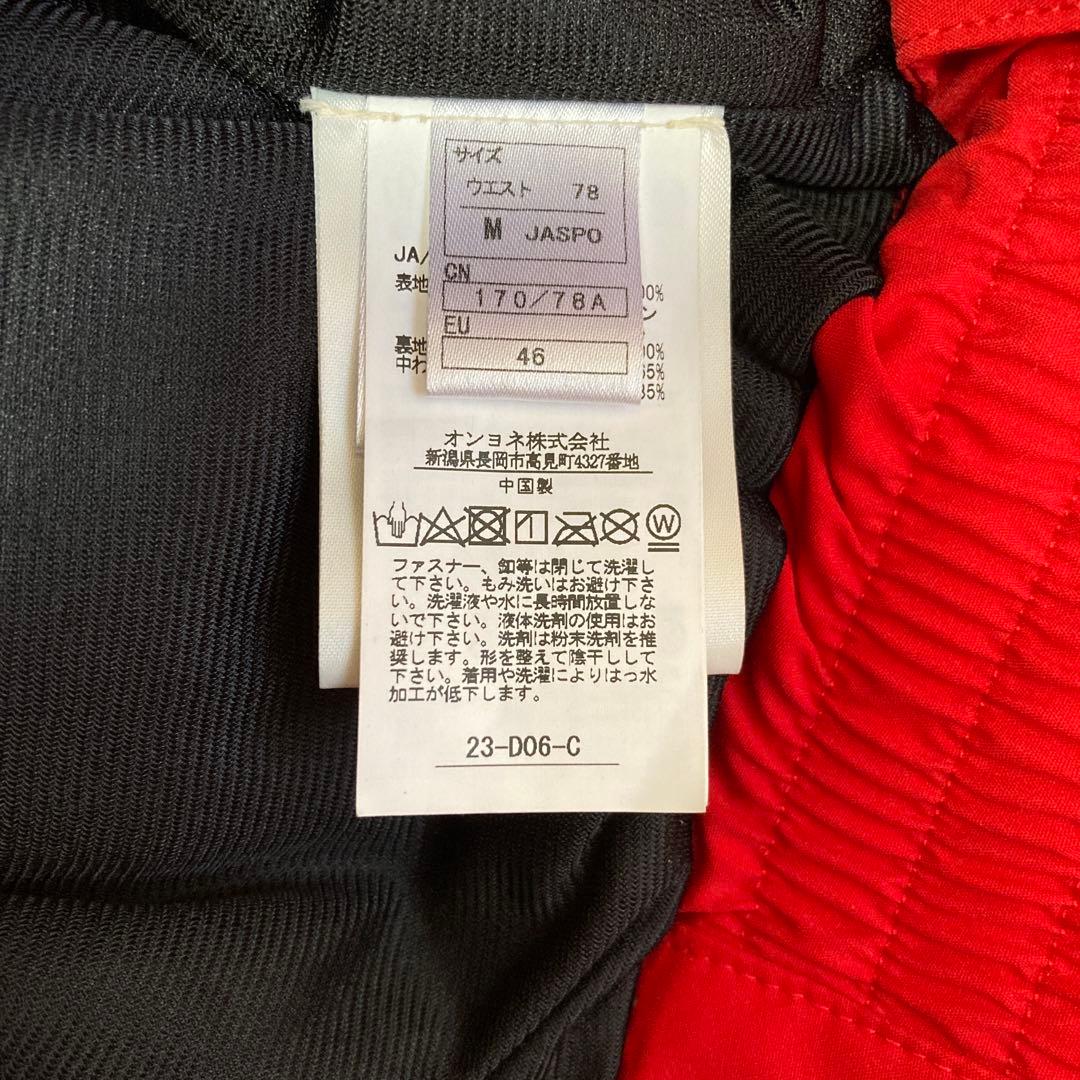 サイズ
ウエスト 78
M JASPO
CN
170/78A
EU
46
JA/
表地
ン
裏地
中わ
65%
35%
オンヨネ株式会社
新潟県長岡市高見町4327番地
中国製
W
ファスナー、釦等は閉じて洗濯し
て下さい。もみ洗いはお避け下さ
い。洗濯液や水に長時間放置しな
いで下さい。液体洗剤の使用はお
避け下さい。洗剤は粉末洗剤を推
奨します。形を整えて陰干しして
下さい。着用や洗濯によりはっ水
加工が低下します。
23-D06-C